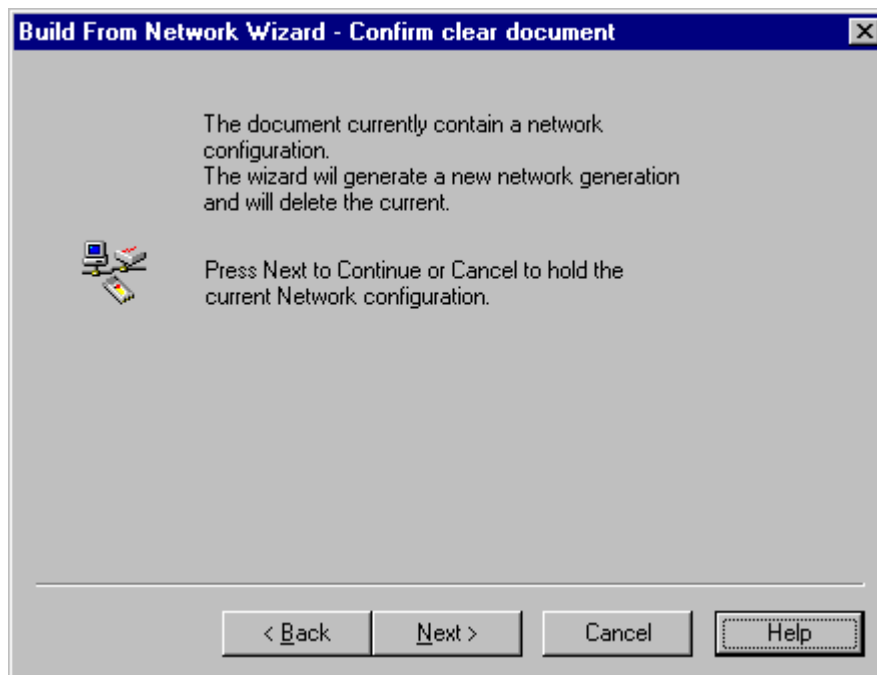 Build From Network Wizard - Confirm clear document
The document currently contain a network
configuration.
The wizard wil generate a new network generation
and will delete the current.
Press Next to Continue or Cancel to hold the
current Network configuration.
< Back
Next >
Cancel
Help